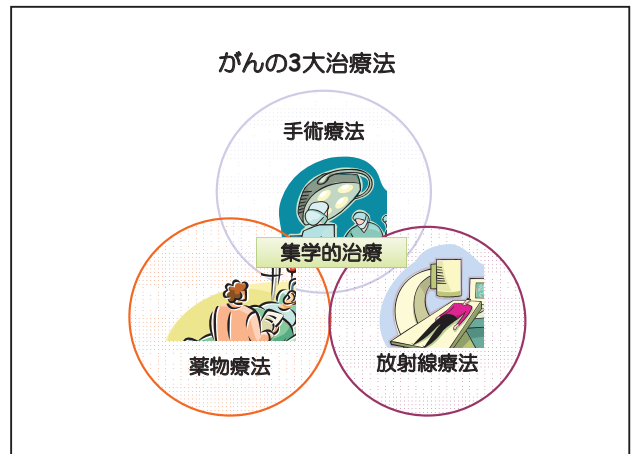 がんの3大治療法
手術療法
集学的治療
薬物療法
放射線療法